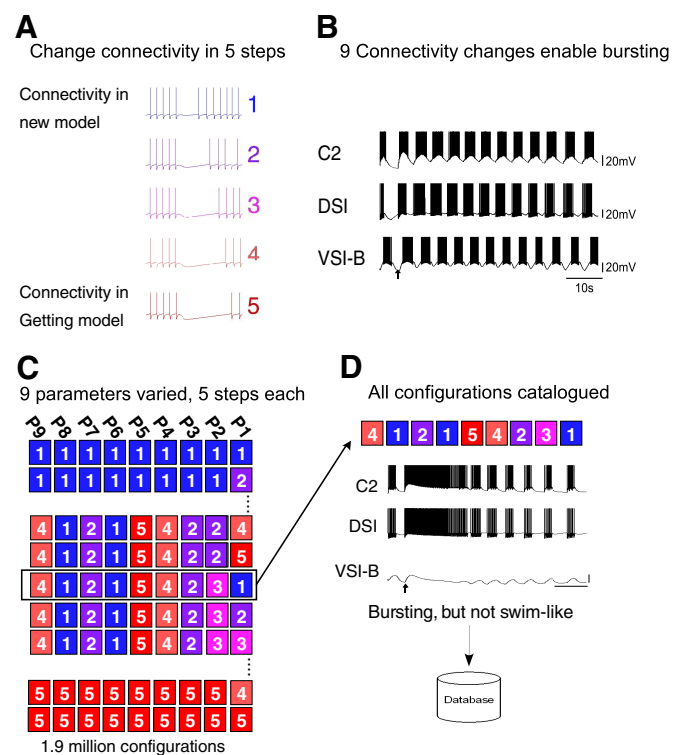 A
Change connectivity in 5 steps
Connectivity in
new model
1
2
3
4
Connectivity in
Getting model
5
B
9 Connectivity changes enable bursting
C2
20mV
DSI
20mV
VSI-B
20mV
10s
C
9 parameters varied, 5 steps each
P9 P8 P7 P6 P5 P4 P3 P2 P1
1 1 1 1 1 1 1 1 1
1 1 1 1 1 1 1 1 2
4 1 2 1 5 4 2 2 4
4 1 2 1 5 4 2 2 5
4 1 2 1 5 4 2 3 1
4 1 2 1 5 4 2 3 2
4 1 2 1 5 4 2 3 3
5 5 5 5 5 5 5 5 4
5 5 5 5 5 5 5 5 5
1.9 million configurations
D
All configurations catalogued
4 1 2 1 5 4 2 3 1
C2
DSI
VSI-B
Bursting, but not swim-like
Database